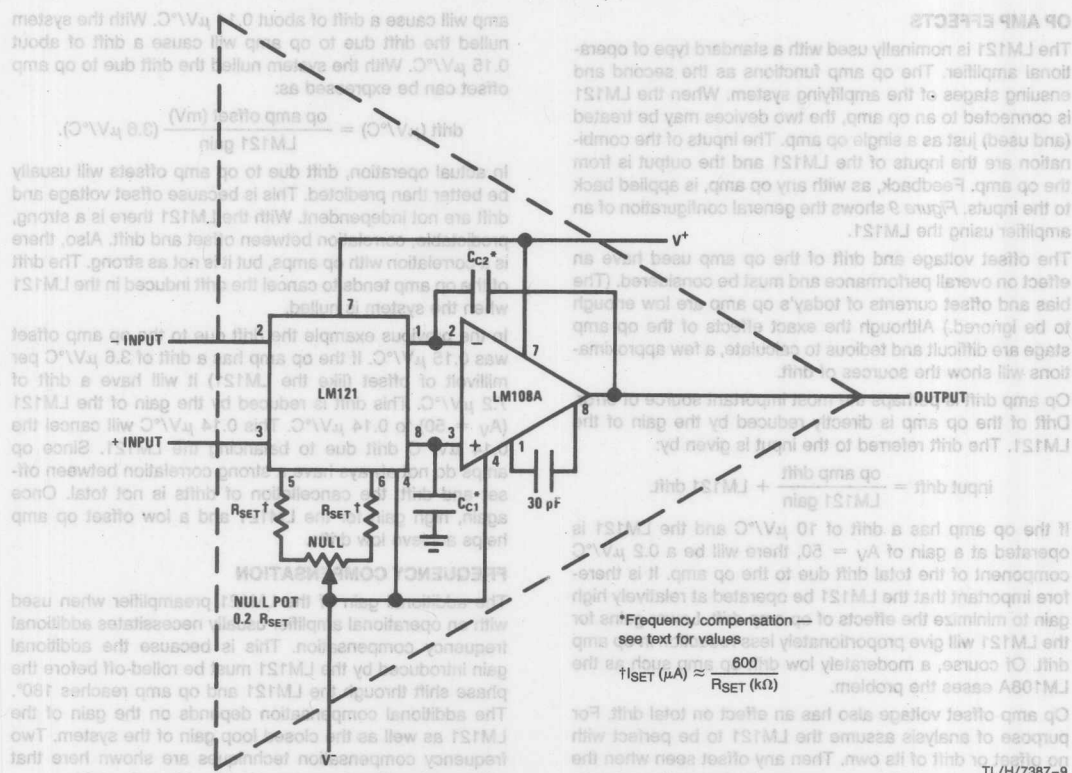 V+
CC2*
7
2
1
2
- INPUT
7
LM121
LM108A
OUTPUT
8
+ INPUT
3
8
3
+
4
1
5
6
4
RSET†
RSET†
CC1*
30 pF
NULL
NULL POT
0.2 RSET
V-
*Frequency compensation —
see text for values
†ISET (μA) ≈ 600
RSET (kΩ)
TL/H/7387-9
OP AMP EFFECTS
The LM121 is nominally used with a standard type of opera-
tional amplifier. The op amp functions as the second and
ensuing stages of the amplifying system. When the LM121
is connected to an op amp, the two devices may be treated
(and used) just as a single op amp. The inputs of the combi-
nation are the inputs of the LM121 and the output is from
the op amp. Feedback, as with any op amp, is applied back
to the inputs. Figure 9 shows the general configuration of an
amplifier using the LM121.
The offset voltage and drift of the op amp used have an
effect on overall performance and must be considered. (The
bias and offset currents of today's op amp are low enough
to be ignored.) Although the exact effects of the op amp
stage are difficult and tedious to calculate, a few approxima-
tions will show the sources of drift.
Op amp drift is perhaps the most important source of
Drift of the op amp is directly reduced by the gain of the
LM121. The drift referred to the input is given by:
input drift = op amp drift
LM121 gain
+ LM121 drift.
If the op amp has a drift of 10 μV/°C and the LM121 is
operated at a gain of AV = 50, there will be a 0.2 μV/°C
component of the total drift due to the op amp. It is there-
fore important that the LM121 be operated at relatively high
gain to minimize the effects of
the LM121 will give proportionately less
drift. Of course, a moderately low drift op amp such as the
LM108A eases the problem.
Op amp offset voltage also has an effect on total drift. For
purpose of analysis assume the LM121 to be perfect with
no offset or drift of its own. Then any offset seen when the
amp will cause a drift of about μV/°C. With the system
nulled the drift due to op amp will cause a drift of about
0.15 μV/°C. With the system nulled the drift due to op amp
offset can be expressed as:
drift (μV/°C) = op amp offset (mV)
LM121 gain
(3.6 μV/°C).
In actual operation, drift due to op amp offsets will usually
be better than predicted. This is because offset voltage and
drift are not independent. With the LM121 there is a strong,
predictable, correlation between offset and drift. Also, there
is a correlation with op amps, but it is not as strong. The drift
of the op amp tends to cancel the drift induced in the LM121
when the system is nulled.
In the previous example the drift due to the op amp offset
was 0.15 μV/°C. If the op amp has a drift of 3.6 μV/°C per
millivolt of offset (like the LM121) it will have a drift of
7.2 μV/°C. This drift is reduced by the gain of the LM121
(AV = 50) to 0.14 μV/°C. This 0.14 μV/°C will cancel the
μV/°C drift due to balancing the LM121. Since op
amps do not always have a strong correlation between off-
set and drift, the cancellation of drifts is not total. Once
again, high gain for the LM121 and a low offset op amp
helps achieve low drift.
FREQUENCY COMPENSATION
The additional gain of the LM121 preamplifier when used
with an operational amplifier usually necessitates additional
frequency compensation. This is because the additional
gain introduced by the LM121 must be rolled-off before the
phase shift through the LM121 and op amp reaches 180°.
The additional compensation depends on the gain of the
LM121 as well as the closed loop gain of the system. Two
frequency compensation techniques are shown here that